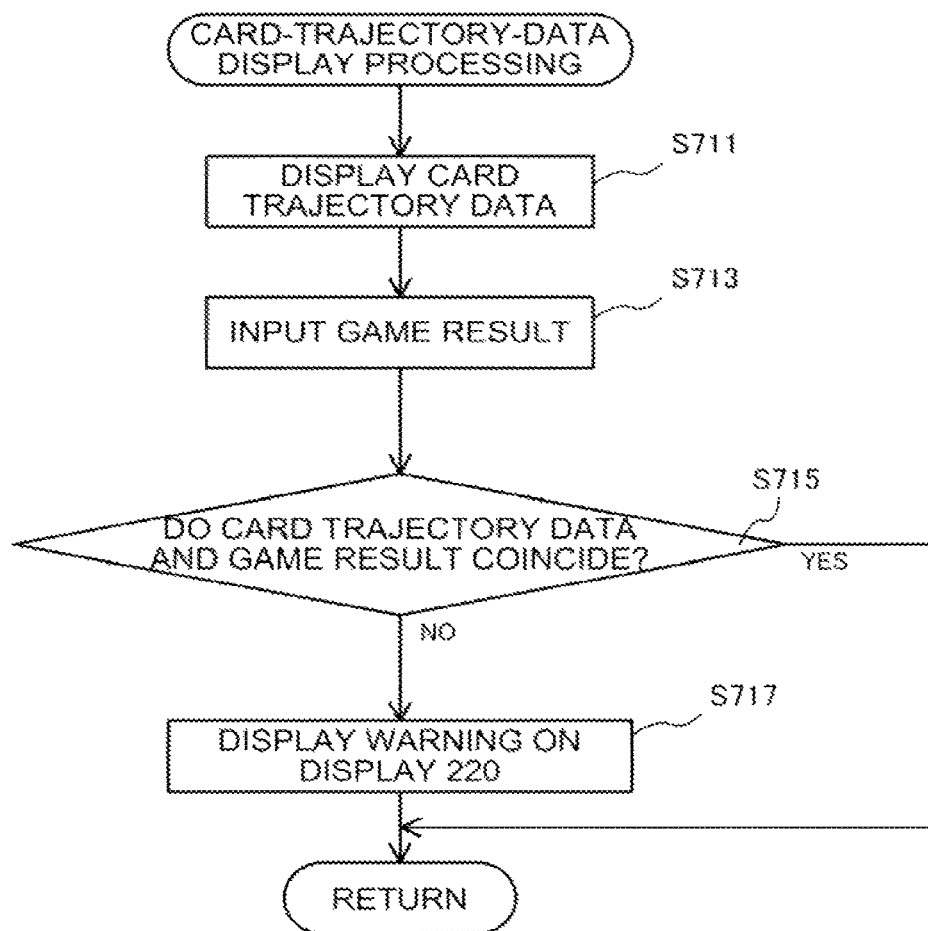 CARD-TRAJECTORY-DATA
DISPLAY PROCESSING
S711
DISPLAY CARD
TRAJECTORY DATA
S713
INPUT GAME RESULT
S715
DO CARD TRAJECTORY DATA
AND GAME RESULT COINCIDE?
YES
NO
S717
DISPLAY WARNING ON
DISPLAY 220
RETURN